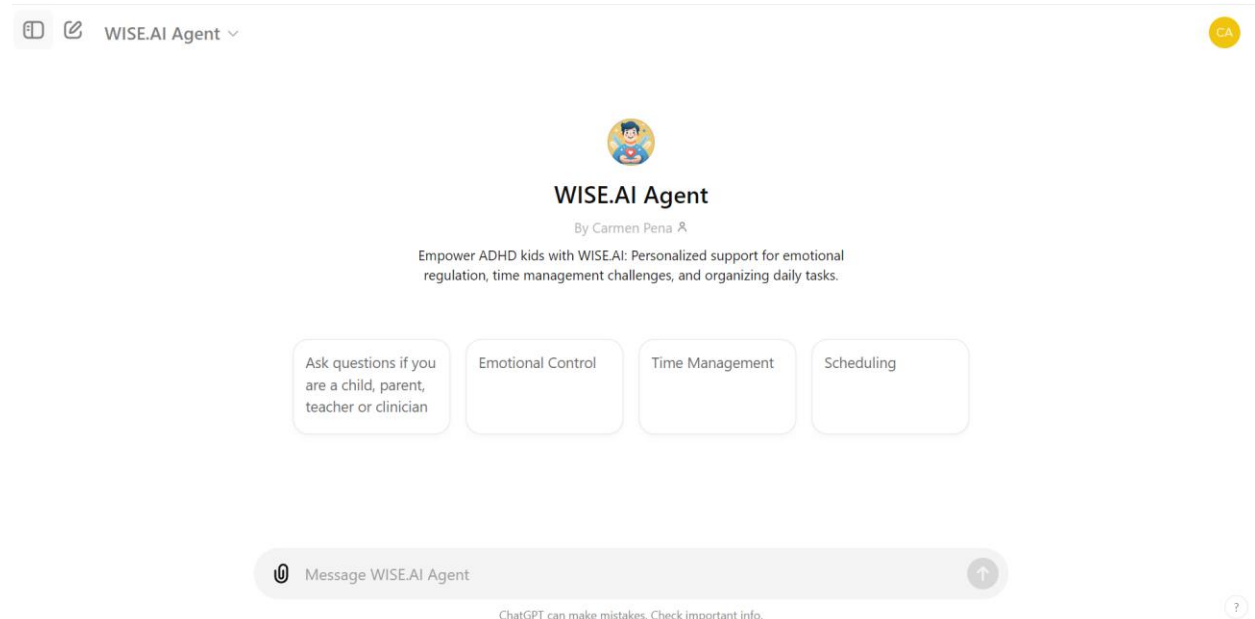 WISE.AI Agent
CA
WISE.AI Agent
By Carmen Pena
Empower ADHD kids with WISE.AI: Personalized support for emotional
regulation, time management challenges, and organizing daily tasks.
Ask questions if you
are a child, parent,
teacher or clinician
Emotional Control
Time Management
Scheduling
Message WISE.AI Agent
ChatGPT can make mistakes. Check important info.
?